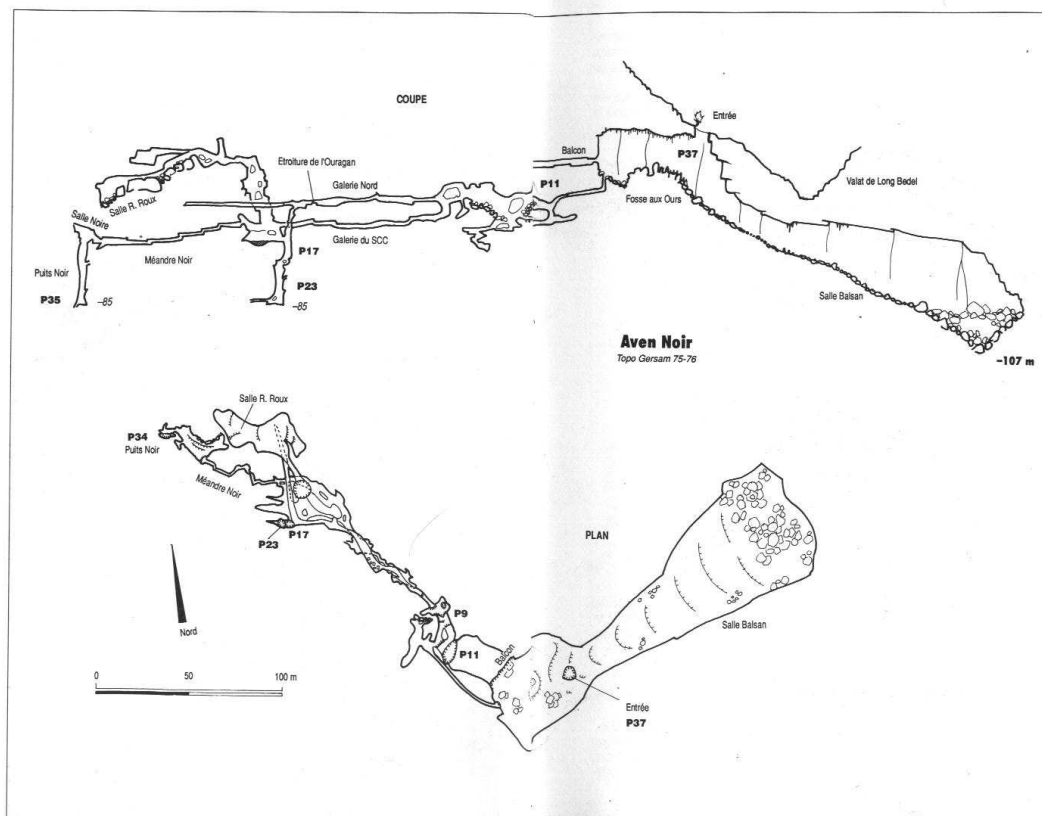 COUPE
Entrée
P37
Balcon
Valat de Long Bedel
Etroiture de l'Ouragan
Galerie Nord
P11
Fosse aux Ours
Salle R. Roux
Salle Noire
Galerie du SCC
Méandre Noir
P17
Puits Noir
P23
P35
–85
–85
Salle Balsan
Aven Noir
Topo Gersam 75-76
–107 m
Salle R. Roux
P34
Puits Noir
Méandre Noir
P23
P17
PLAN
Nord
P9
Salle Balsan
P11
Balcon
0 50 100 m
Entrée
P37